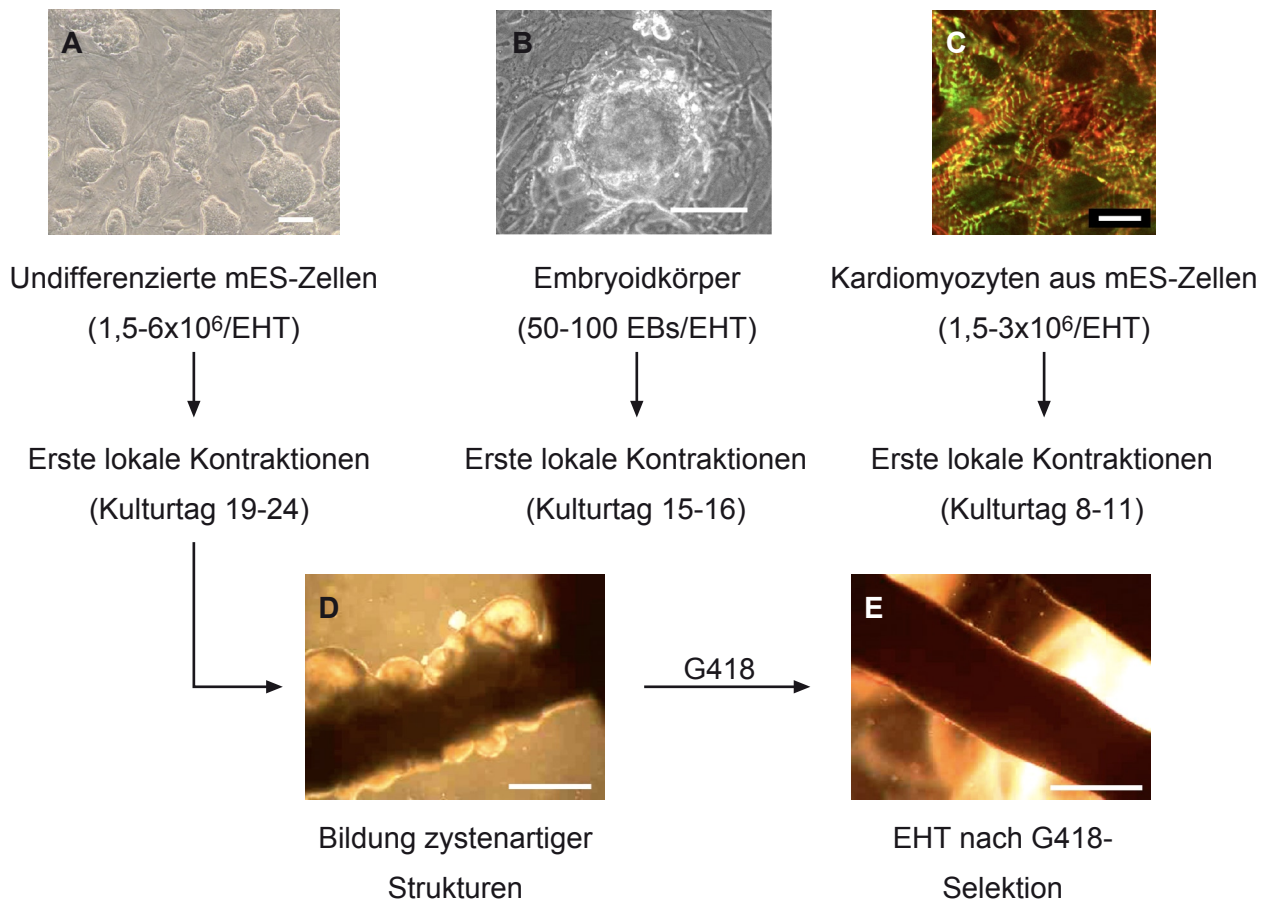 A
B
C
Undifferenzierte mES-Zellen
(1,5-6x10⁶/EHT)
Embryoidkörper
(50-100 EBs/EHT)
Kardiomyozyten aus mES-Zellen
(1,5-3x10⁶/EHT)
Erste lokale Kontraktionen
(Kulturtag 19-24)
Erste lokale Kontraktionen
(Kulturtag 15-16)
Erste lokale Kontraktionen
(Kulturtag 8-11)
D
G418
E
Bildung zystenartiger
Strukturen
EHT nach G418-
Selektion